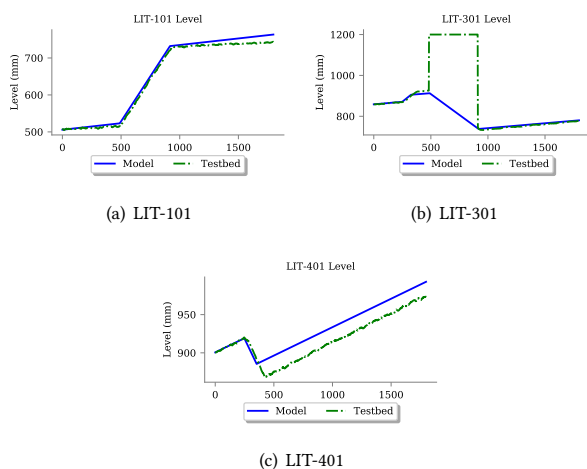 LIT-101 Level
Level (mm)
700
600
500
0 500 1000 1500
Model Testbed
(a) LIT-101
LIT-301 Level
Level (mm)
1200
1000
800
0 500 1000 1500
Model Testbed
(b) LIT-301
LIT-401 Level
Level (mm)
950
900
0 500 1000 1500
Model Testbed
(c) LIT-401